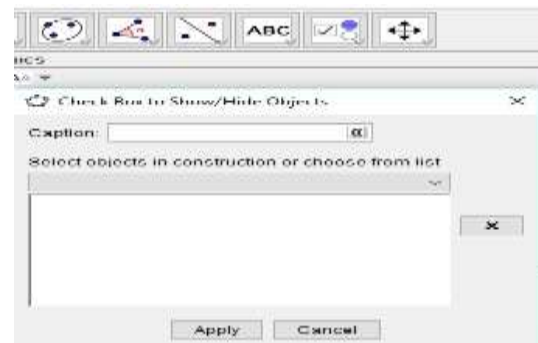 ABC
Check Box to Show/Hide Objects
Caption:
α
Select objects in construction or choose from list
Apply Cancel